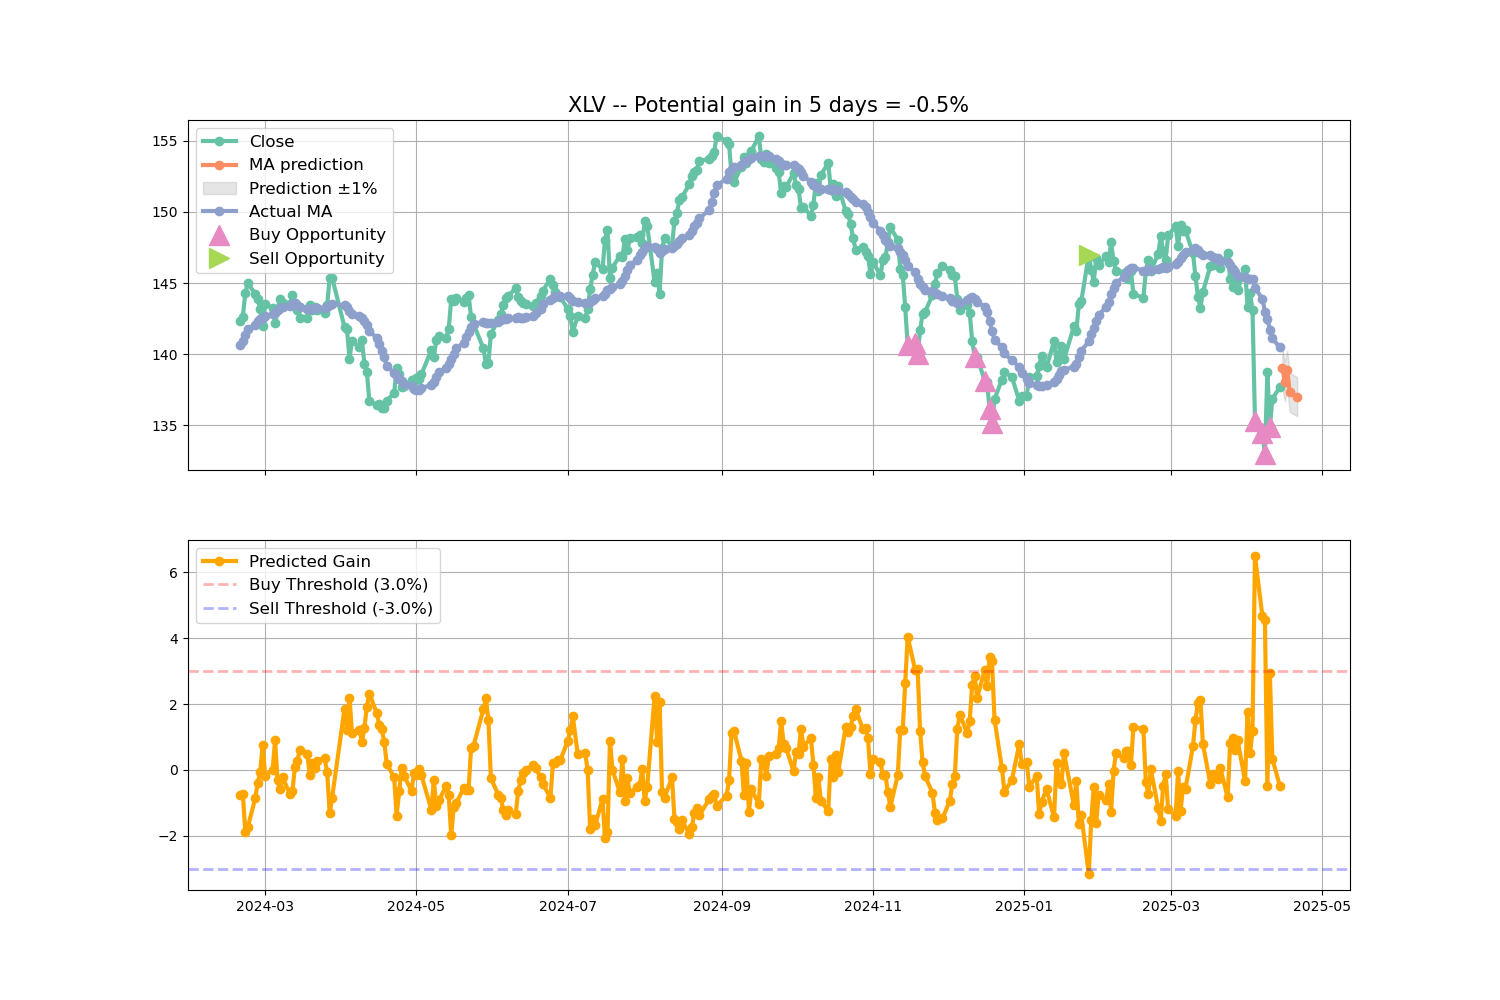 XLV -- Potential gain in 5 days = -0.5%
155
150
145
140
135
Close
MA prediction
Prediction ±1%
Actual MA
Buy Opportunity
Sell Opportunity
6
4
2
0
−2
Predicted Gain
Buy Threshold (3.0%)
Sell Threshold (-3.0%)
2024-03
2024-05
2024-07
2024-09
2024-11
2025-01
2025-03
2025-05